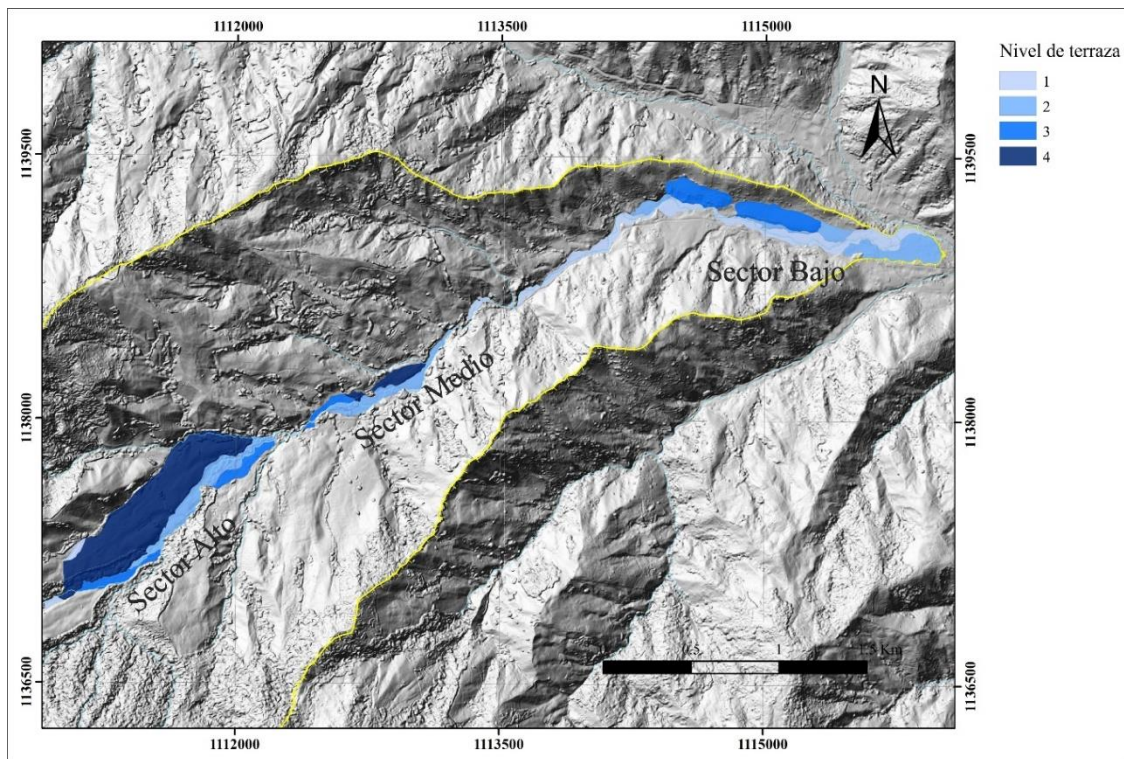 1112000 1113500 1115000
Nivel de terraza
1
2
3
4
N
1139500 1139500
Sector Bajo
Sector Medio
1138000 1138000
Sector Alto
.5 1 1.5 Km
1136500 1136500
1112000 1113500 1115000